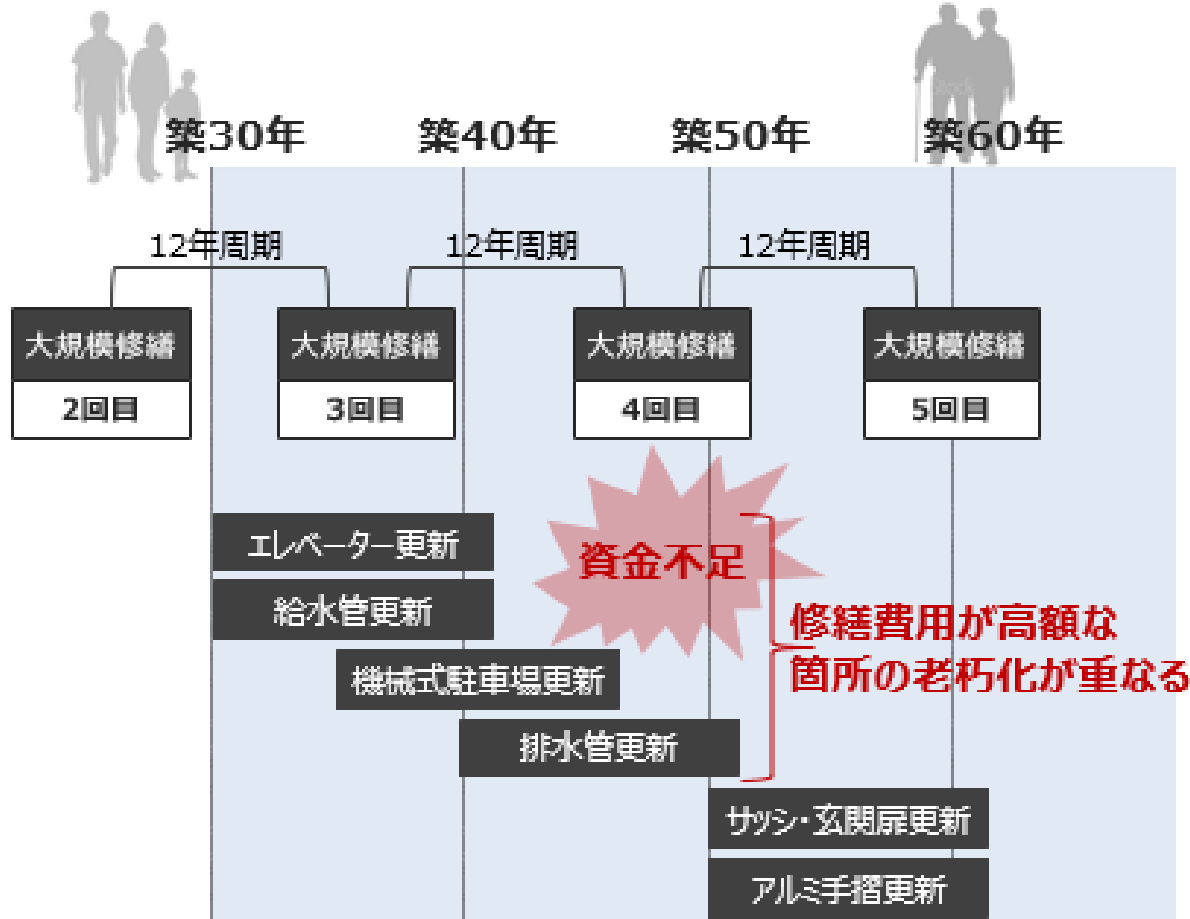 築30年 築40年 築50年 築60年
12年周期 12年周期 12年周期
大規模修繕 大規模修繕 大規模修繕 大規模修繕
2回目 3回目 4回目 5回目
エレベーター更新
資金不足
給水管更新
修繕費用が高額な
箇所の老朽化が重なる
機械式駐車場更新
排水管更新
サッシ・玄関扉更新
アルミ手摺更新